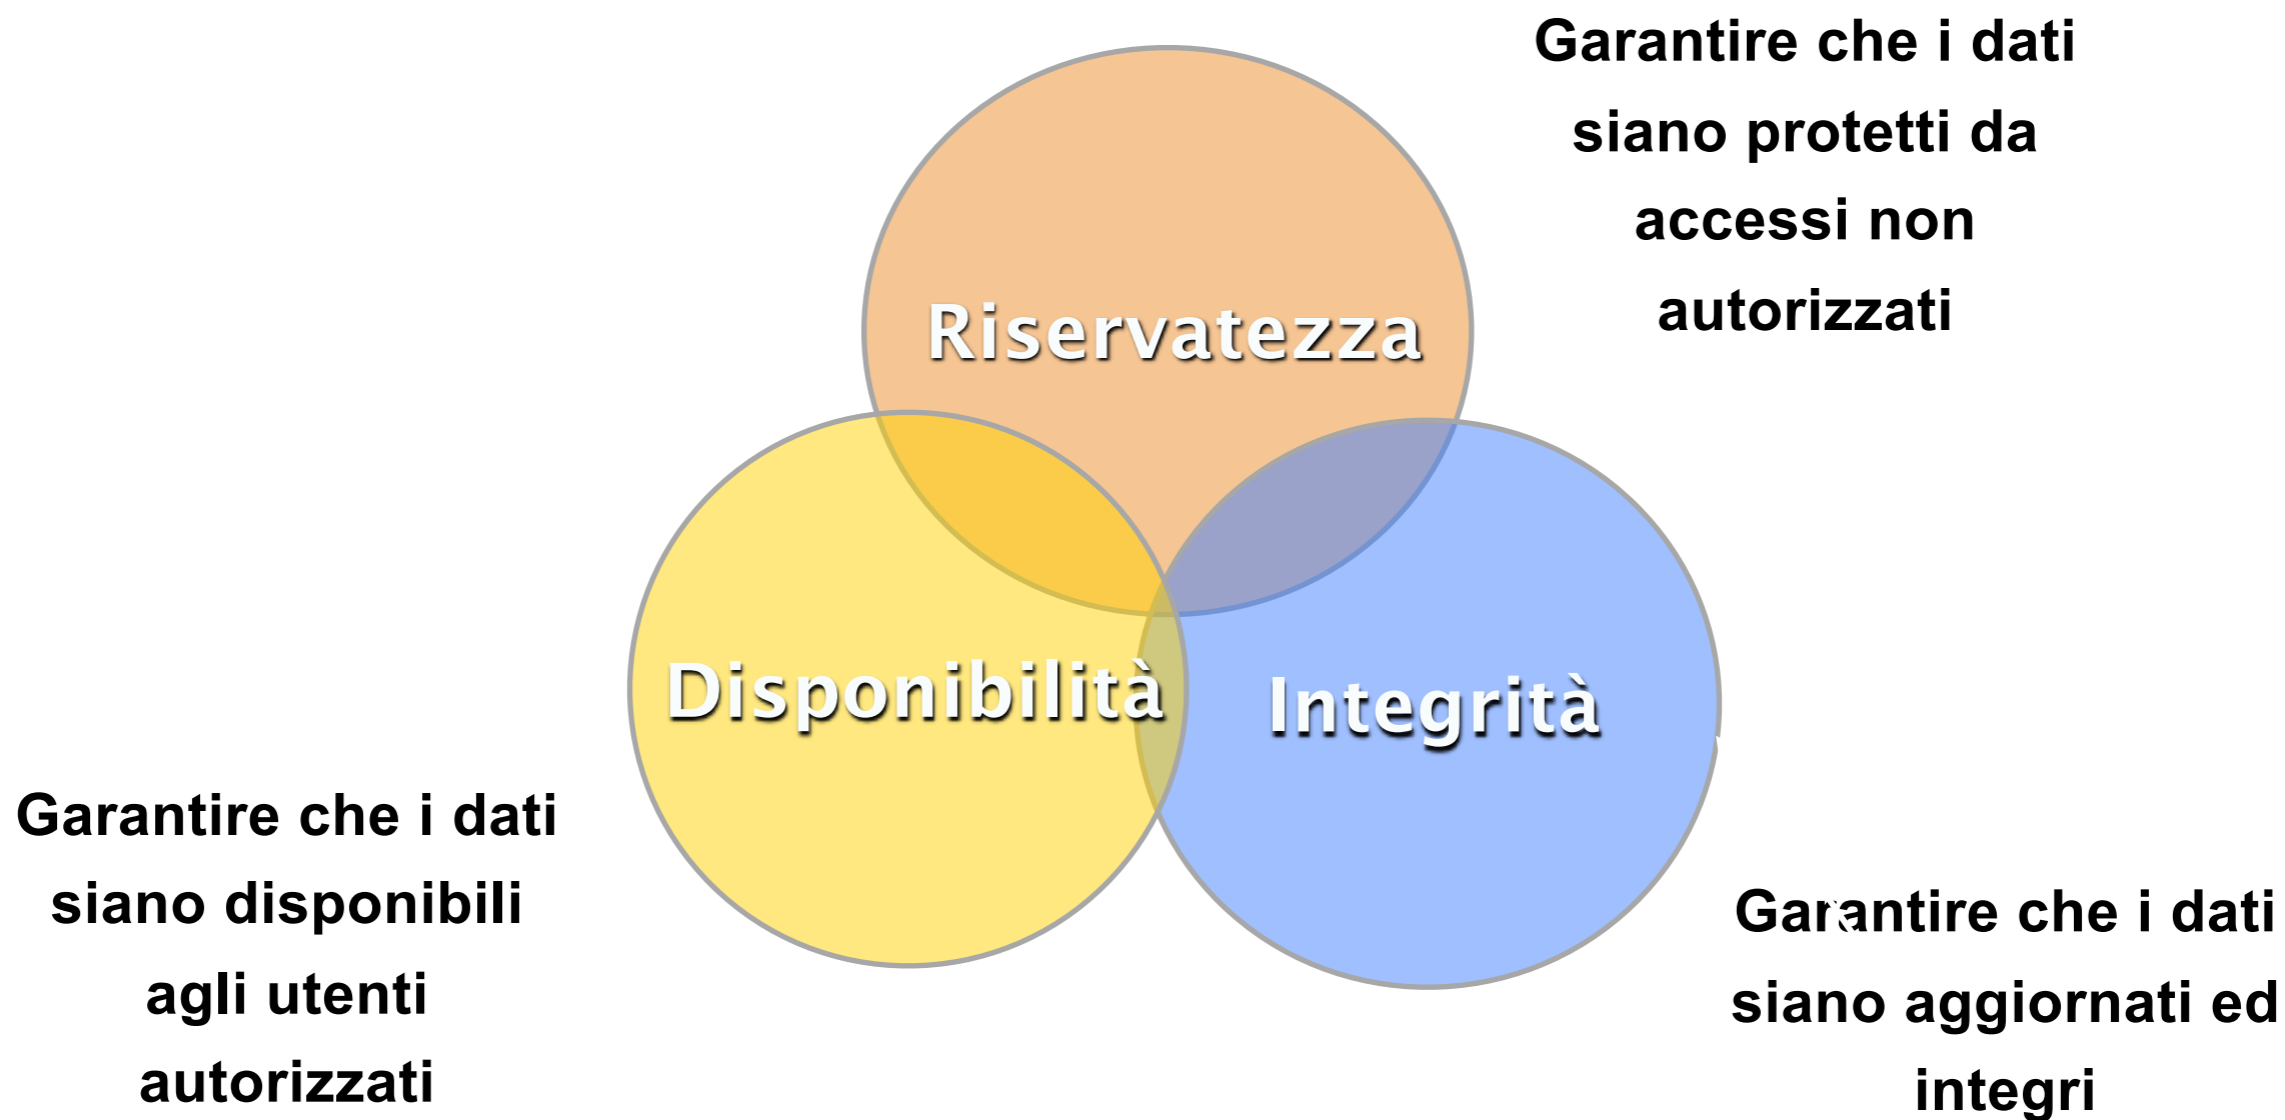 Garantire che i dati
siano protetti da
accessi non
autorizzati
Riservatezza
Disponibilità
Integrità
Garantire che i dati
siano disponibili
agli utenti
autorizzati
Garantire che i dati
siano aggiornati ed
integri